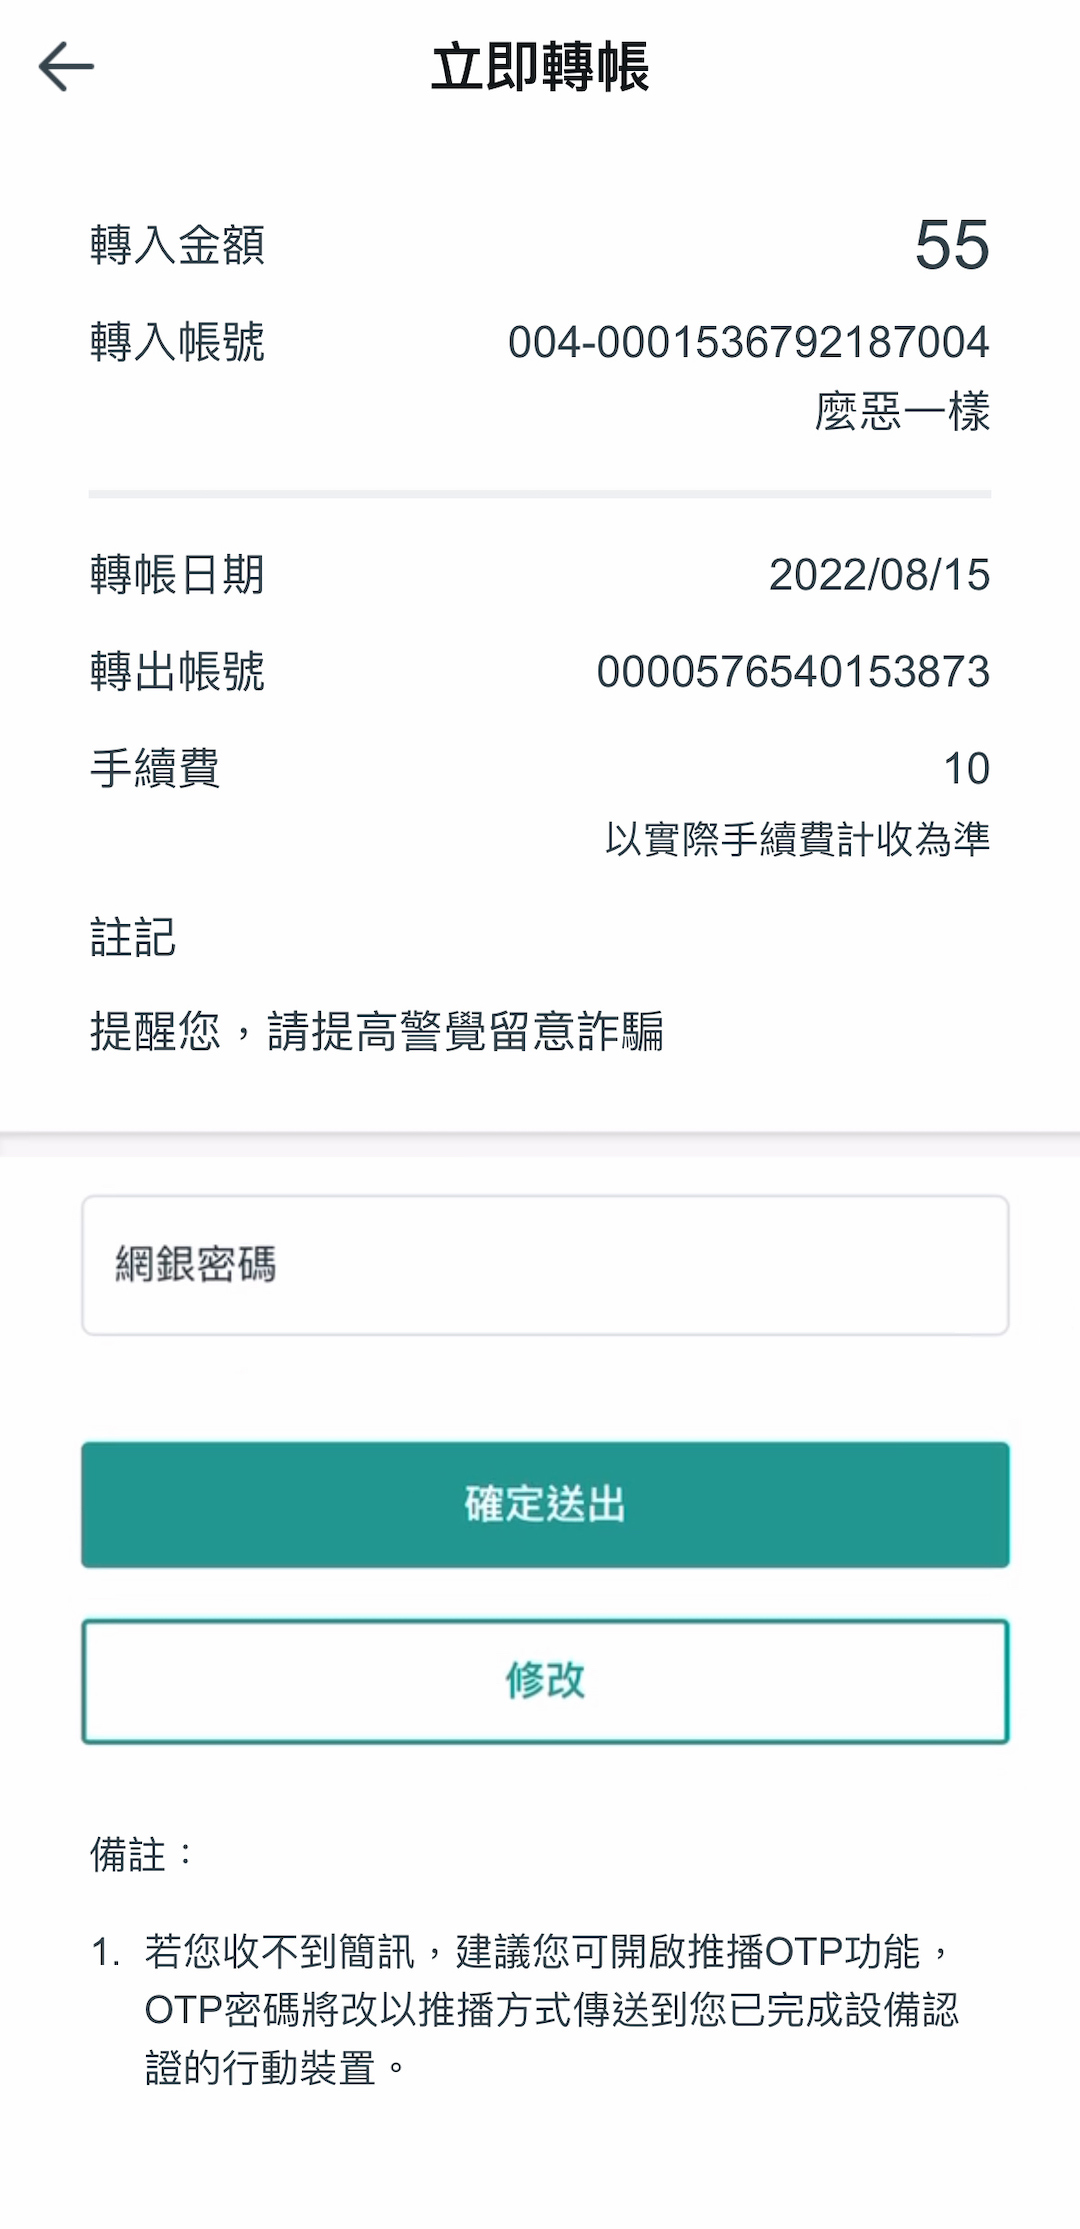 立即轉帳
轉入金額 55
轉入帳號 004-0001536792187004
麼惡一樣
轉帳日期 2022/08/15
轉出帳號 0000576540153873
手續費 10
以實際手續費計收為準
註記
提醒您，請提高警覺留意詐騙
網銀密碼
確定送出
修改
備註：
1. 若您收不到簡訊，建議您可開啟推播OTP功能，
OTP密碼將改以推播方式傳送到您已完成設備認
證的行動裝置。